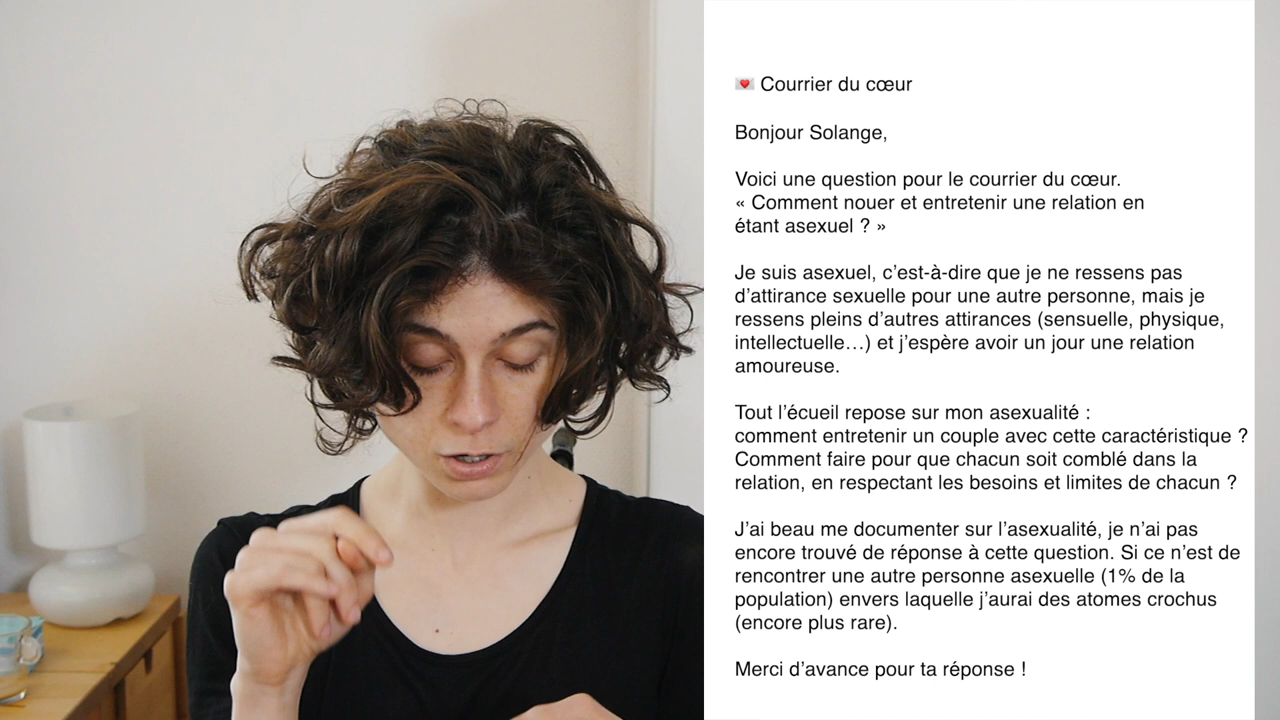 💌 Courrier du cœur
Bonjour Solange,
Voici une question pour le courrier du cœur.
« Comment nouer et entretenir une relation en
étant asexuel ? »
Je suis asexuel, c’est-à-dire que je ne ressens pas
d’attirance sexuelle pour une autre personne, mais je
ressens pleins d’autres attirances (sensuelle, physique,
intellectuelle…) et j’espère avoir un jour une relation
amoureuse.
Tout l’écueil repose sur mon asexualité :
comment entretenir un couple avec cette caractéristique ?
Comment faire pour que chacun soit comblé dans la
relation, en respectant les besoins et limites de chacun ?
J’ai beau me documenter sur l’asexualité, je n’ai pas
encore trouvé de réponse à cette question. Si ce n’est de
rencontrer une autre personne asexuelle (1% de la
population) envers laquelle j’aurai des atomes crochus
(encore plus rare).
Merci d’avance pour ta réponse !